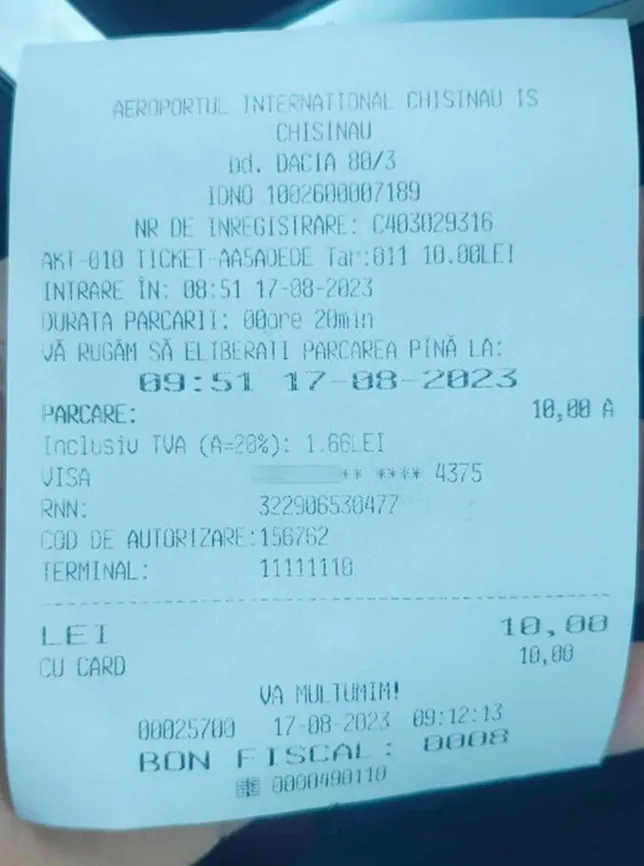 AEROPORTUL INTERNATIONAL CHISINAU IS
CHISINAU
bd. DACIA 80/3
IDNO 1002600007189
NR DE INREGISTRARE: C403029316
AKT-010 TICKET-AA5A0EDE Tar:011 10.00LEI
INTRARE ÎN: 08:51 17-08-2023
DURATA PARCARII: 00ore 20min
VĂ RUGĂM SĂ ELIBERATI PARCAREA PÎNĂ LA:
09:51 17-08-2023
PARCARE: 10,00 A
Inclusiv TVA (A=20%): 1.66LEI
VISA ** **** 4375
RNN: 322906530477
COD DE AUTORIZARE:156762
TERMINAL: 11111110
LEI 10,00
CU CARD 10,00
VA MULTUMIM!
00025700 17-08-2023 09:12:13
BON FISCAL: 0008
0000490110